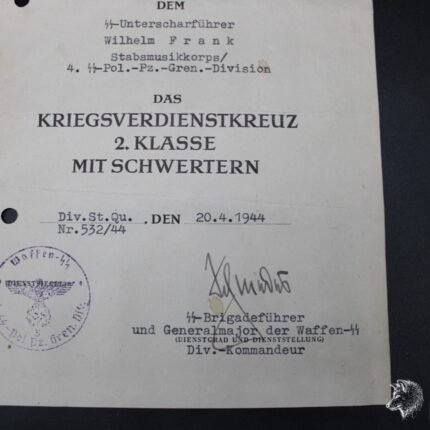 DEM
ᛋᛋ-Unterscharführer
Wilhelm Frank
Stabsmusikkorps/
4. ᛋᛋ-Pol.-Pz.-Gren.-Division
DAS
KRIEGSVERDIENSTKREUZ
2. KLASSE
MIT SCHWERTERN
Div.St.Qu. , DEN 20.4.1944
Nr.532/44
Waffen-ᛋᛋ
DIENSTSIEGEL
ᛋᛋ-Brigadeführer
und Generalmajor der Waffen-ᛋᛋ
(DIENSTGRAD UND DIENSTSTELLUNG)
Div.-Kommandeur